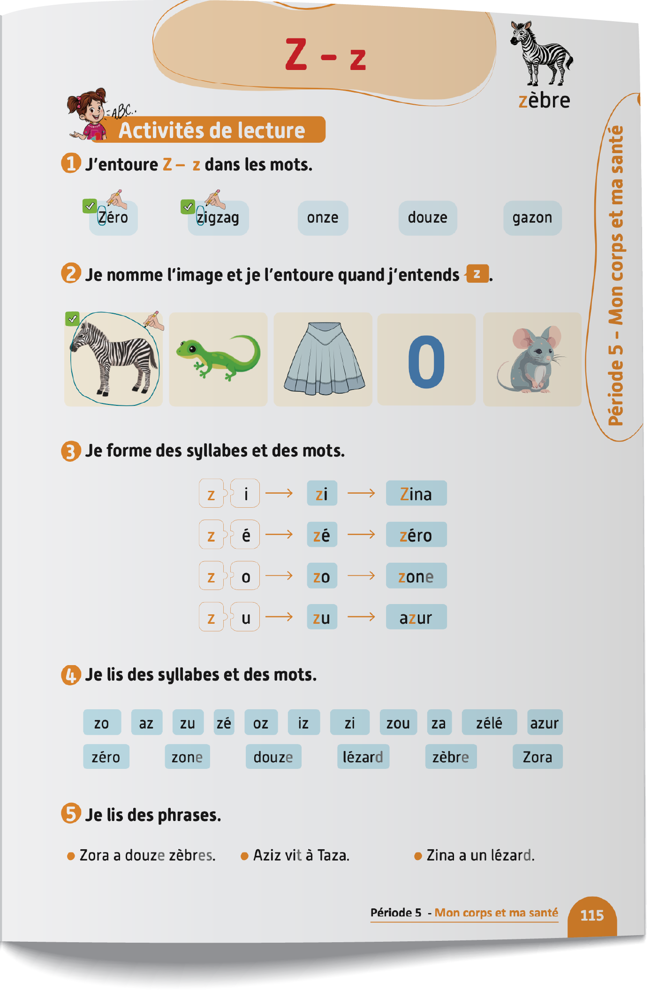 Z - z
zèbre
A.B.C..
Activités de lecture
1 J'entoure Z - z dans les mots.
Zéro zigzag onze douze gazon
2 Je nomme l'image et je l'entoure quand j'entends z.
0
3 Je forme des syllabes et des mots.
z i zi Zina
z é zé zéro
z o zo zone
z u zu azur
4 Je lis des syllabes et des mots.
zo az zu zé oz iz zi zou za zélé azur
zéro zone douze lézard zèbre Zora
5 Je lis des phrases.
• Zora a douze zèbres. • Aziz vit à Taza. • Zina a un lézard.
Période 5 - Mon corps et ma santé
Période 5 - Mon corps et ma santé 115